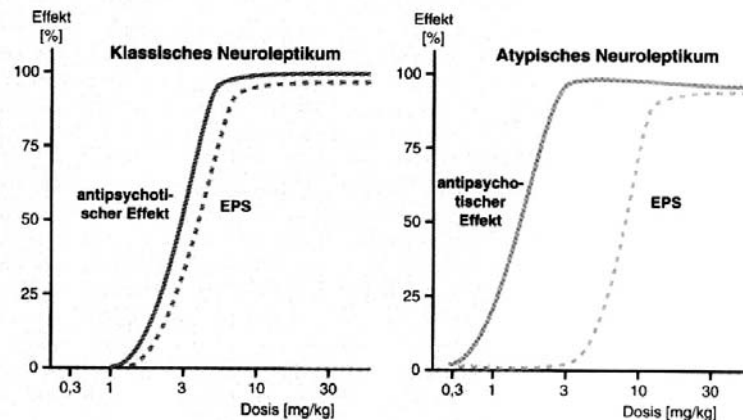 Effekt
[%]
Klassisches Neuroleptikum
100
75
50
25
0
antipsychoti-
scher Effekt
EPS
0,3
1
3
10
30
Dosis [mg/kg]
Effekt
[%]
Atypisches Neuroleptikum
100
75
50
25
0
antipsycho-
tischer
Effekt
EPS
0,3
1
3
10
30
Dosis [mg/kg]